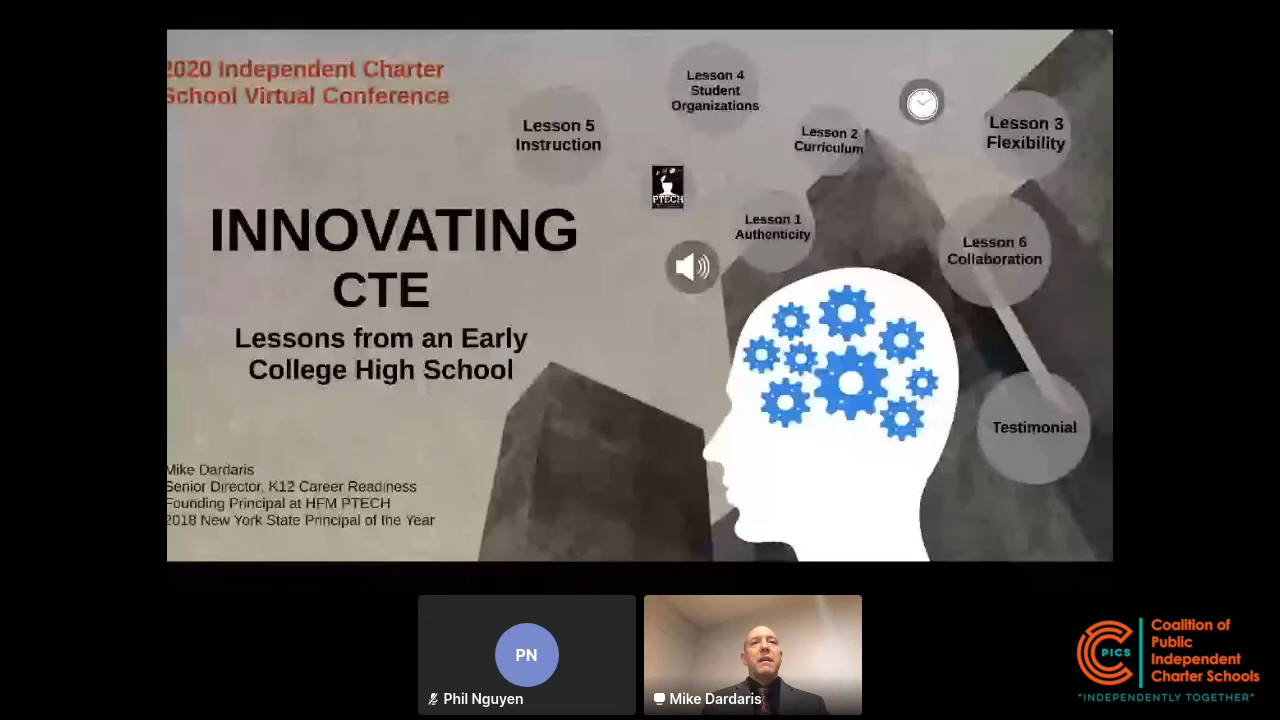 2020 Independent Charter
School Virtual Conference
INNOVATING
CTE
Lessons from an Early
College High School
Mike Dardaris
Senior Director, K12 Career Readiness
Founding Principal at HFM PTECH
2018 New York State Principal of the Year
Lesson 5
Instruction
Lesson 4
Student
Organizations
Lesson 2
Curriculum
Lesson 3
Flexibility
PTECH
Lesson 1
Authenticity
Lesson 6
Collaboration
Testimonial
PN
Phil Nguyen
Mike Dardaris
PICS
Coalition of
Public
Independent
Charter Schools
"INDEPENDENTLY TOGETHER"